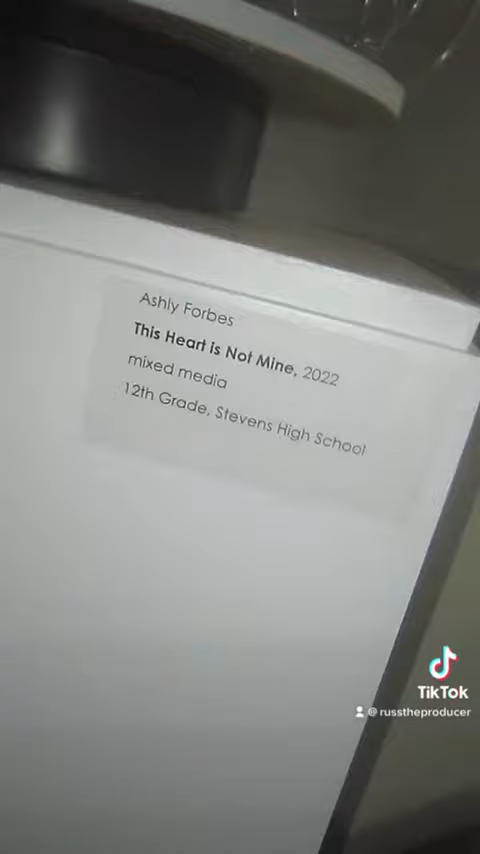 Ashly Forbes
This Heart is Not Mine, 2022
mixed media
12th Grade, Stevens High School
TikTok
@russtheproducer